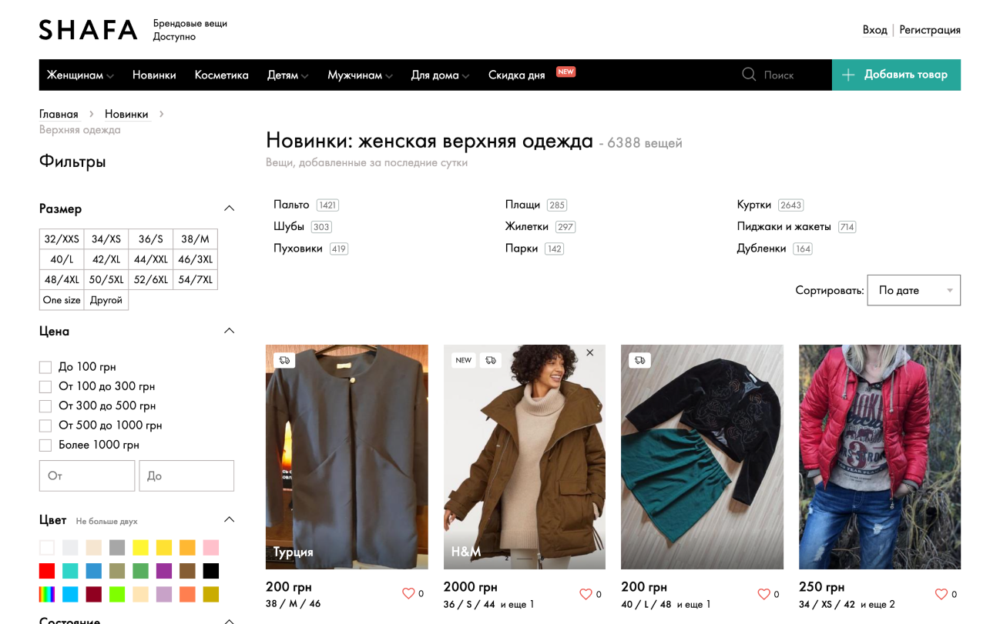 SHAFA
Брендовые вещи
Доступно
Вход | Регистрация
Женщинам Новинки Косметика Детям Мужчинам Для дома Скидка дня NEW Поиск Добавить товар
Главная Новинки
Верхняя одежда
Новинки: женская верхняя одежда - 6388 вещей
Вещи, добавленные за последние сутки
Фильтры
Размер
32/XXS 34/XS 36/S 38/M
40/L 42/XL 44/XXL 46/3XL
48/4XL 50/5XL 52/6XL 54/7XL
One size Другой
Цена
До 100 грн
От 100 до 300 грн
От 300 до 500 грн
От 500 до 1000 грн
Более 1000 грн
От До
Цвет Не больше двух
Состояние
Пальто 1421 Плащи 285 Куртки 2643
Шубы 303 Жилетки 297 Пиджаки и жакеты 714
Пуховики 419 Парки 142 Дубленки 164
Сортировать: По дате
Турция
200 грн
38 / M / 46
0
NEW
H&M
2000 грн
36 / S / 44 и еще 1
0
200 грн
40 / L / 48 и еще 1
0
250 грн
34 / XS / 42 и еще 2
0